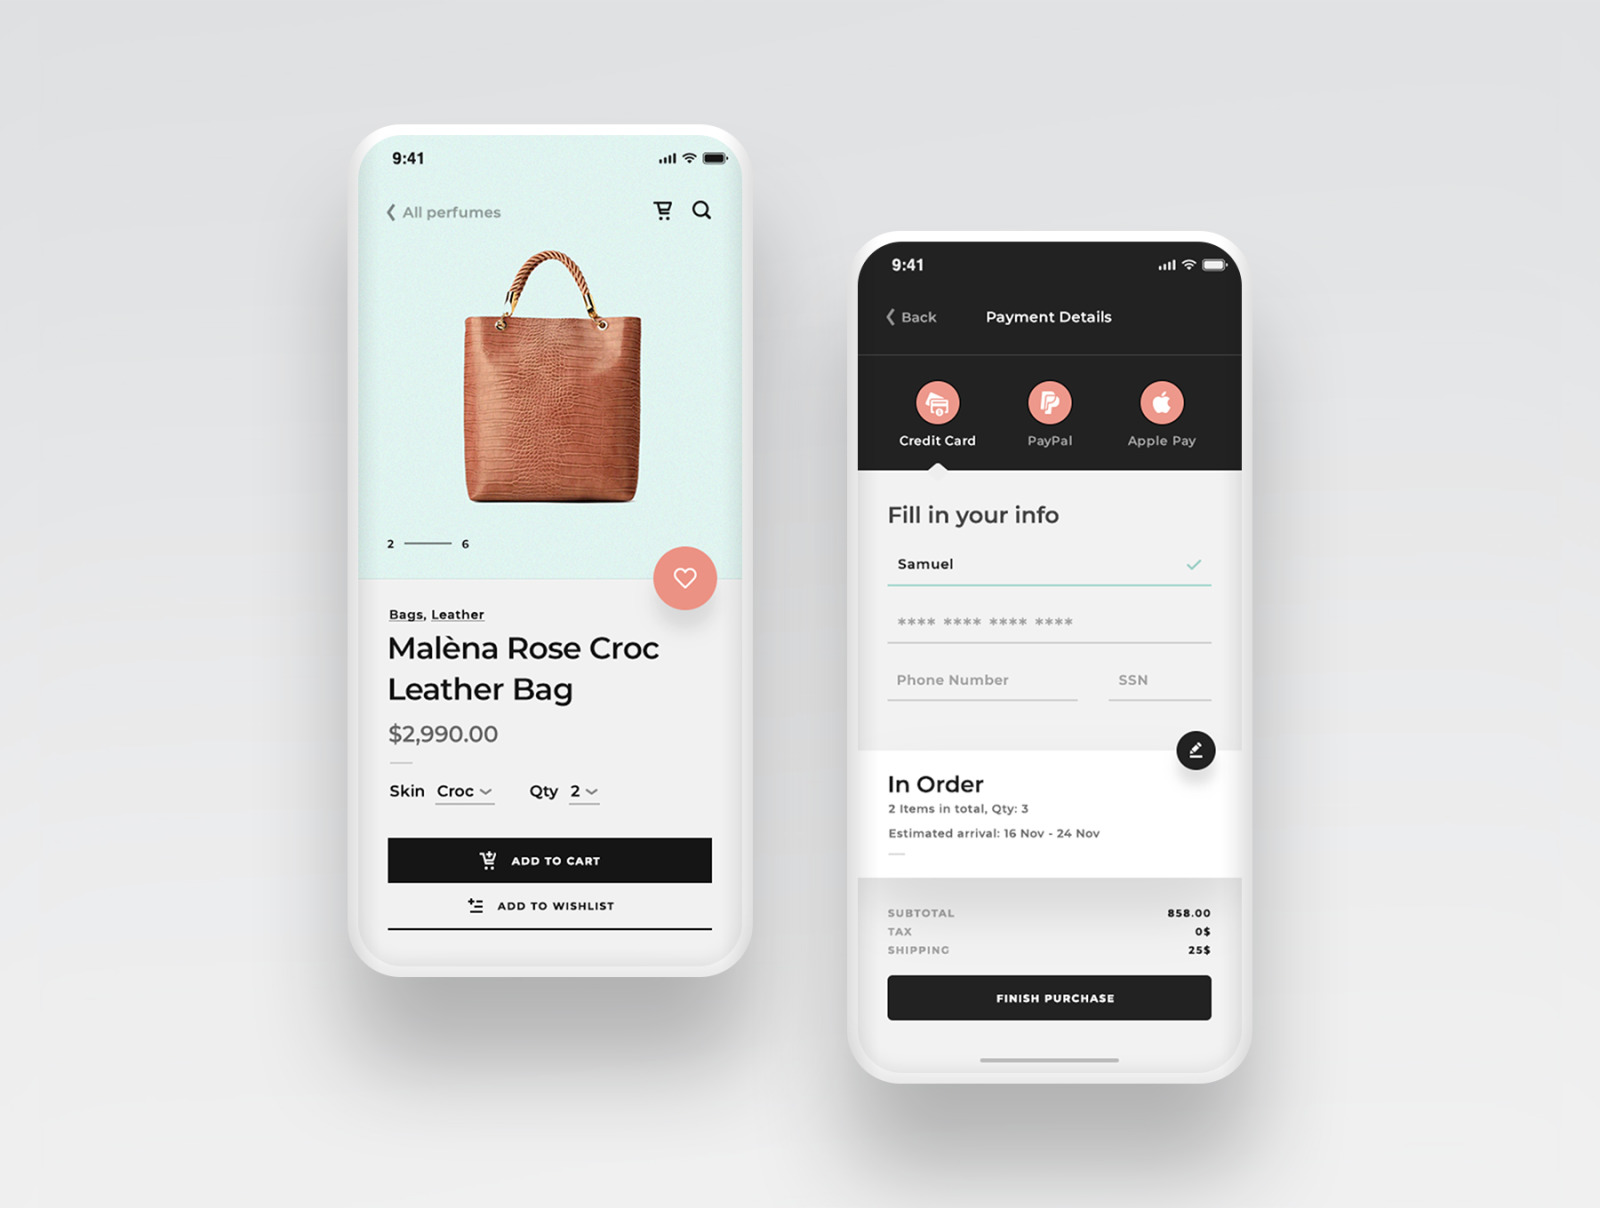 9:41
All perfumes
2 6
Bags, Leather
Malèna Rose Croc
Leather Bag
$2,990.00
Skin Croc Qty 2
ADD TO CART
ADD TO WISHLIST
9:41
Back Payment Details
Credit Card PayPal Apple Pay
Fill in your info
Samuel
**** **** **** ****
Phone Number SSN
In Order
2 Items in total, Qty: 3
Estimated arrival: 16 Nov - 24 Nov
SUBTOTAL 858.00
TAX 0$
SHIPPING 25$
FINISH PURCHASE